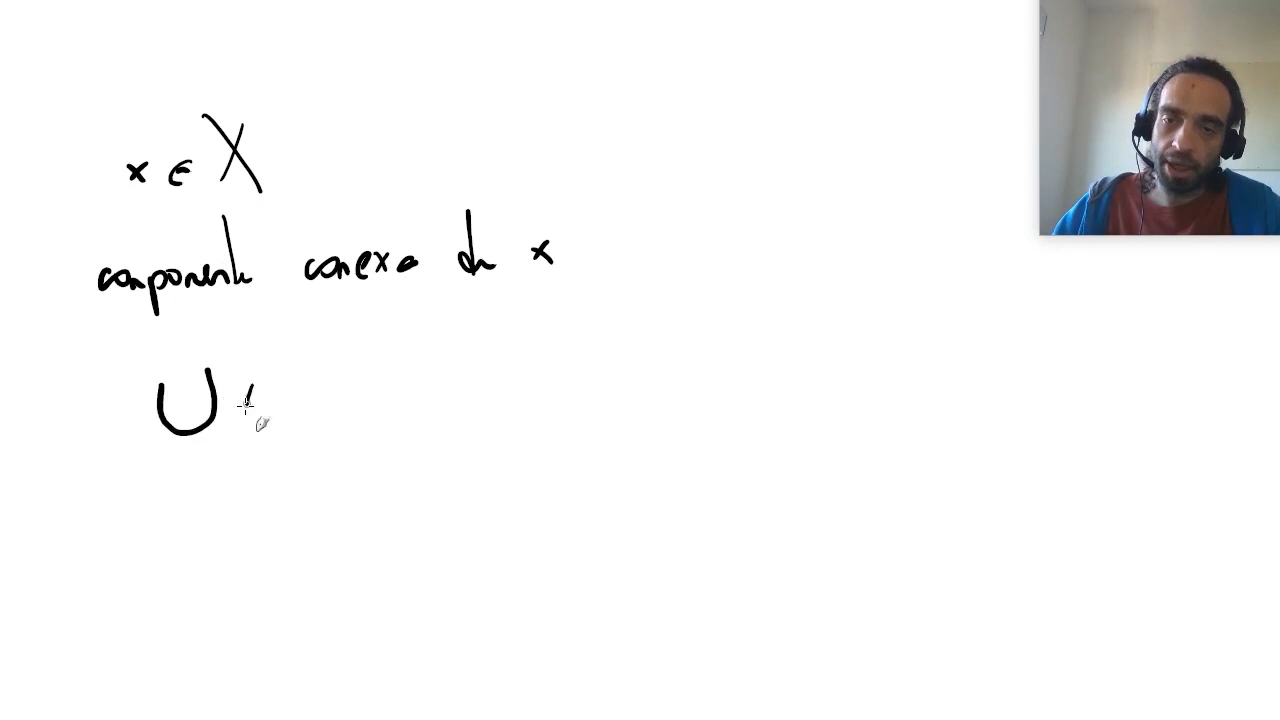 x ∈ X
componente conexa de x
∪